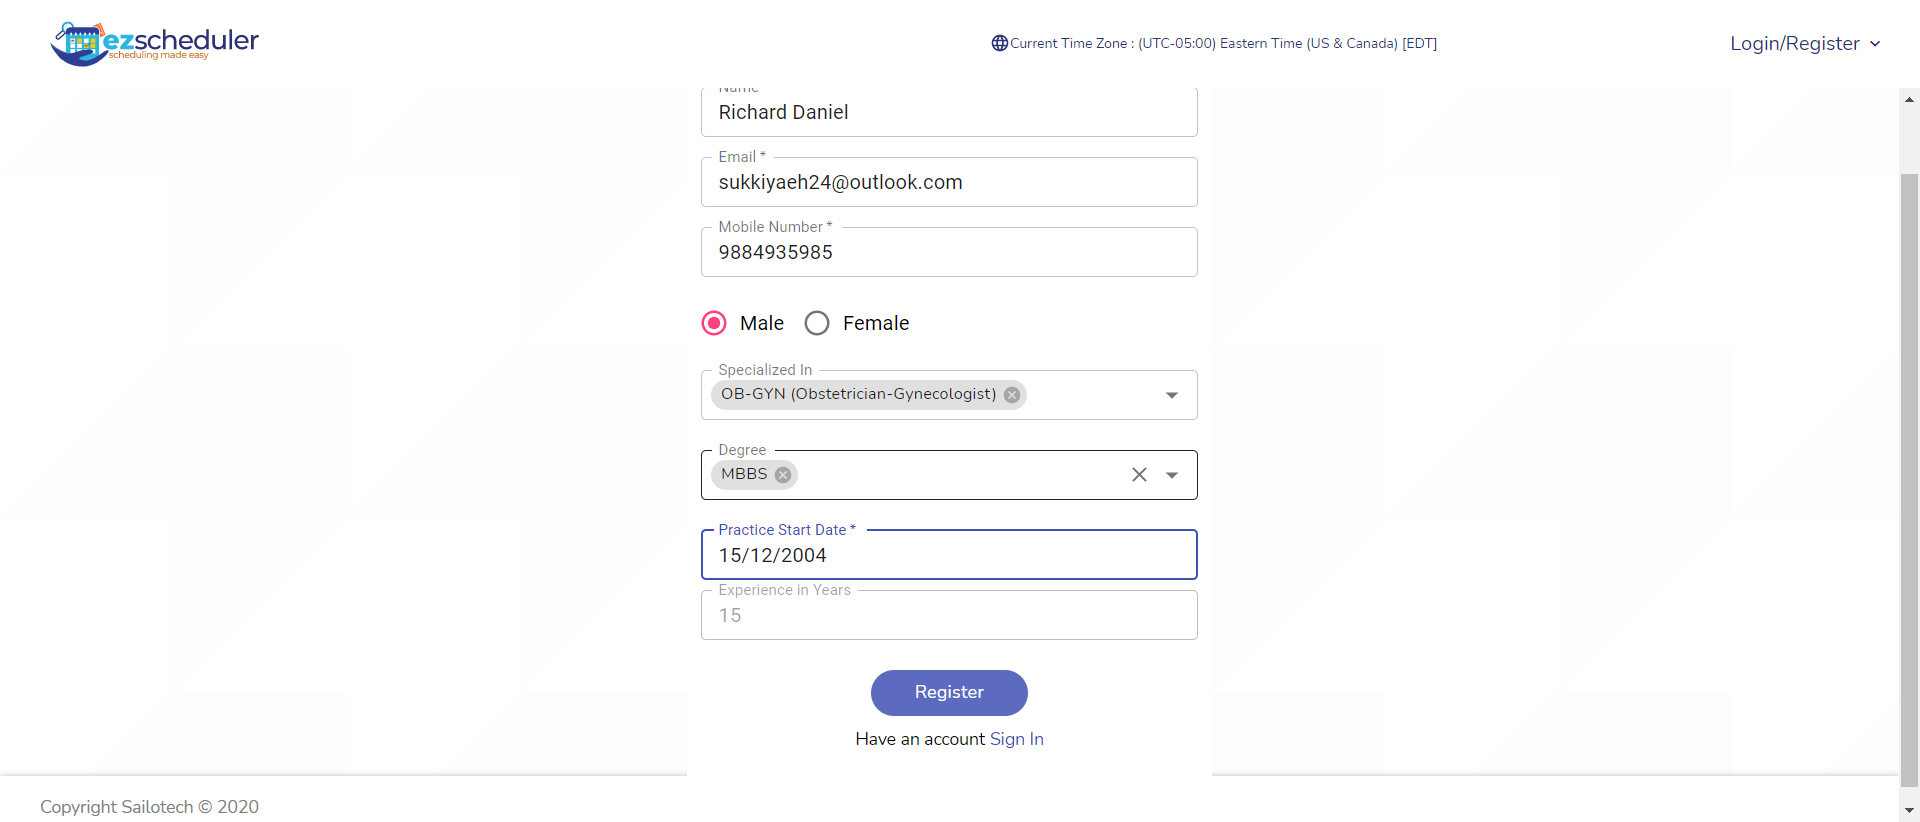 ezscheduler
scheduling made easy
Current Time Zone : (UTC-05:00) Eastern Time (US & Canada) [EDT]
Login/Register
Name
Richard Daniel
Email *
sukkiyaeh24@outlook.com
Mobile Number *
9884935985
Male
Female
Specialized In
OB-GYN (Obstetrician-Gynecologist)
Degree
MBBS
Practice Start Date *
15/12/2004
Experience in Years
15
Register
Have an account Sign In
Copyright Sailotech © 2020